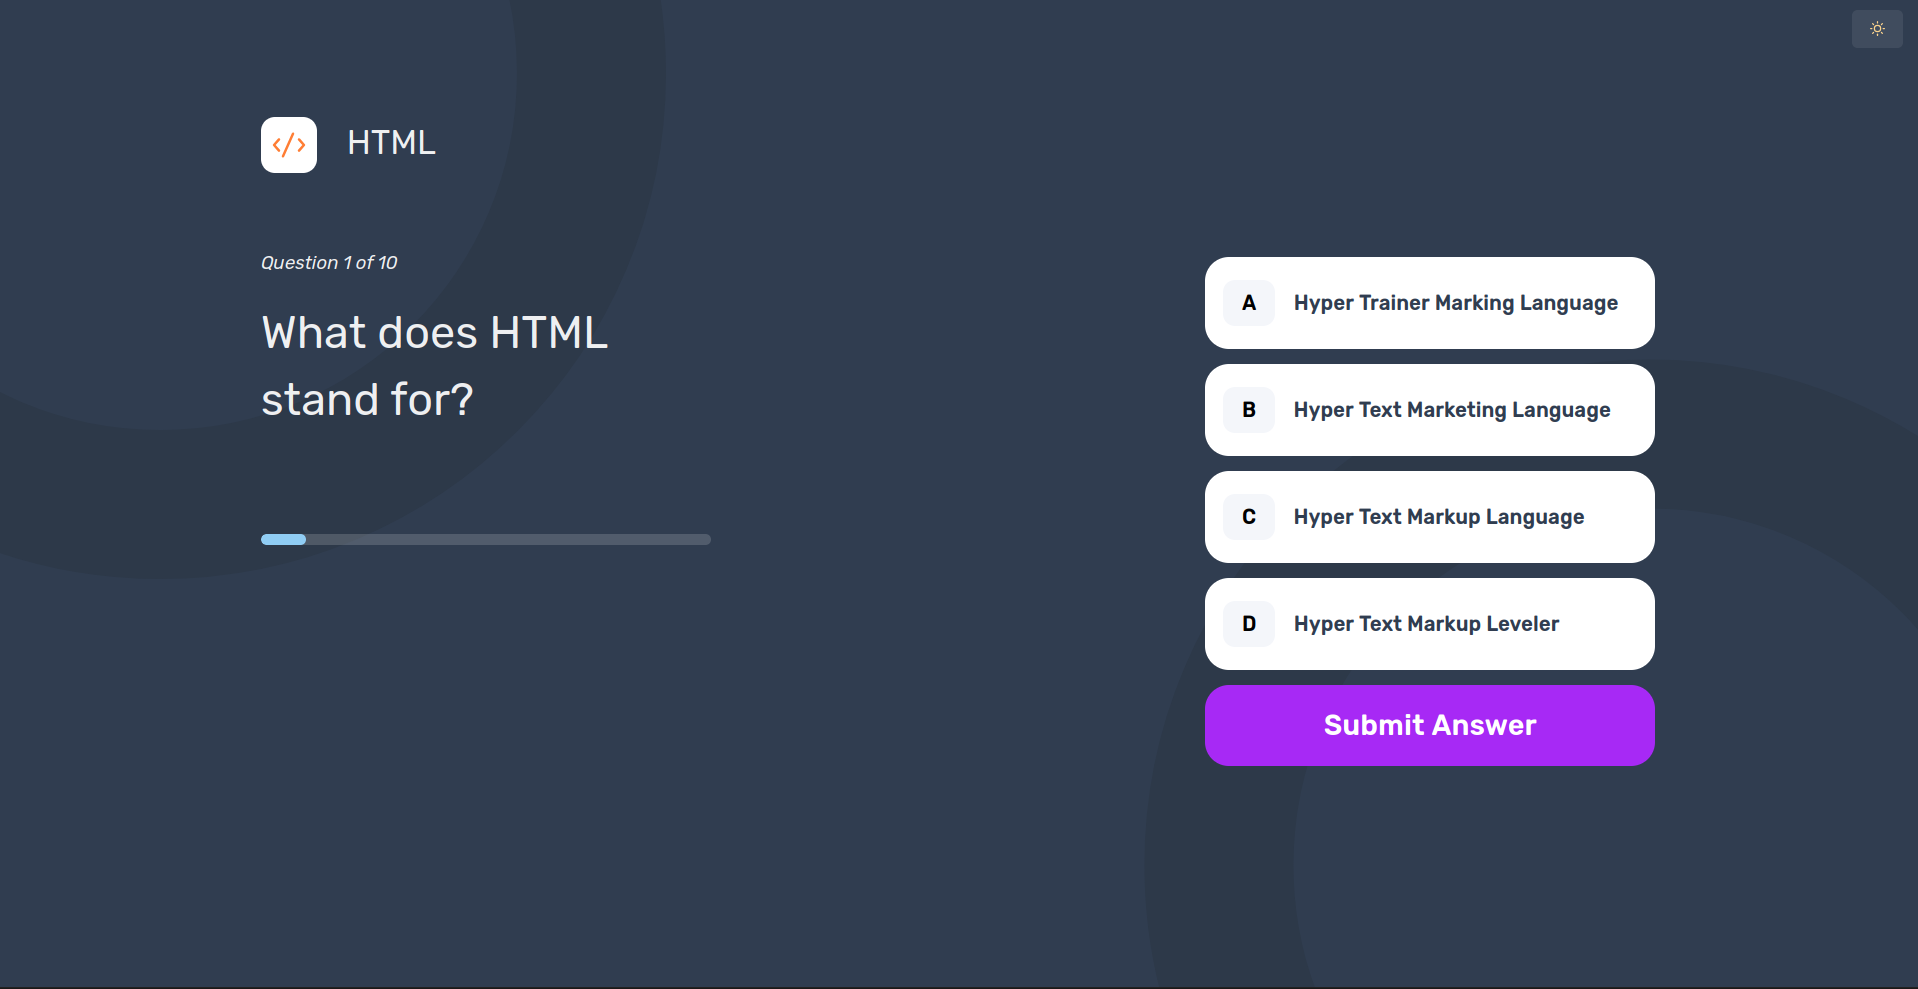 HTML
Question 1 of 10
What does HTML
stand for?
A Hyper Trainer Marking Language
B Hyper Text Marketing Language
C Hyper Text Markup Language
D Hyper Text Markup Leveler
Submit Answer